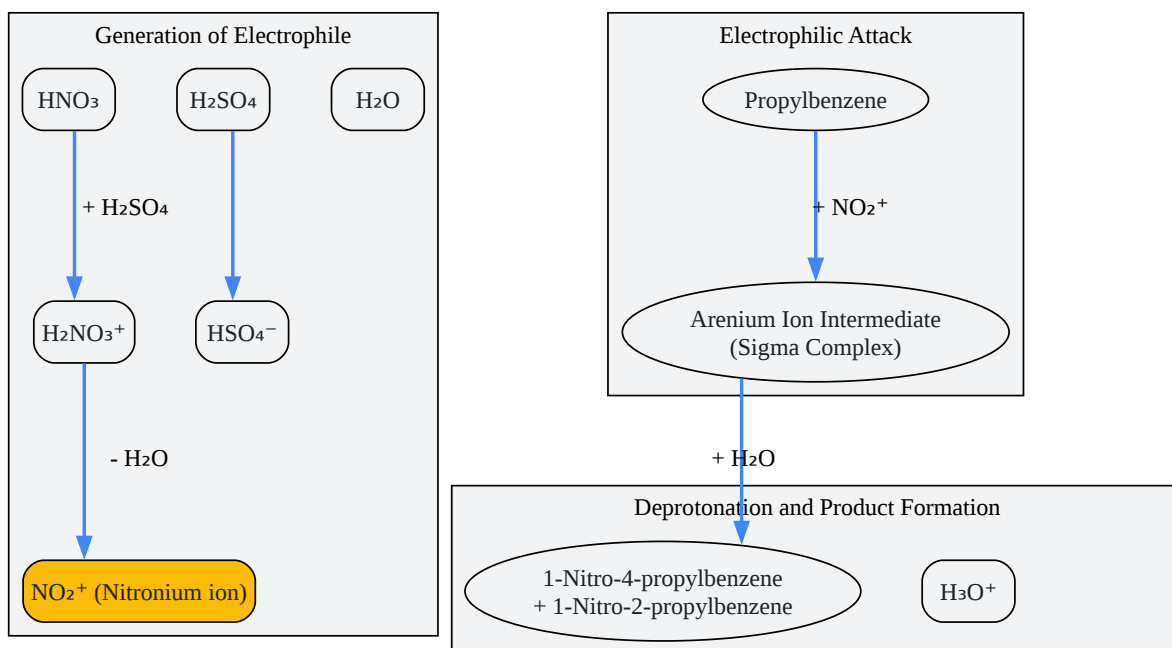 Generation of Electrophile
HNO₃
H₂SO₄
H₂O
+ H₂SO₄
H₂NO₃⁺
HSO₄⁻
- H₂O
NO₂⁺ (Nitronium ion)
Electrophilic Attack
Propylbenzene
+ NO₂⁺
Arenium Ion Intermediate
(Sigma Complex)
+ H₂O
Deprotonation and Product Formation
1-Nitro-4-propylbenzene
+ 1-Nitro-2-propylbenzene
H₃O⁺